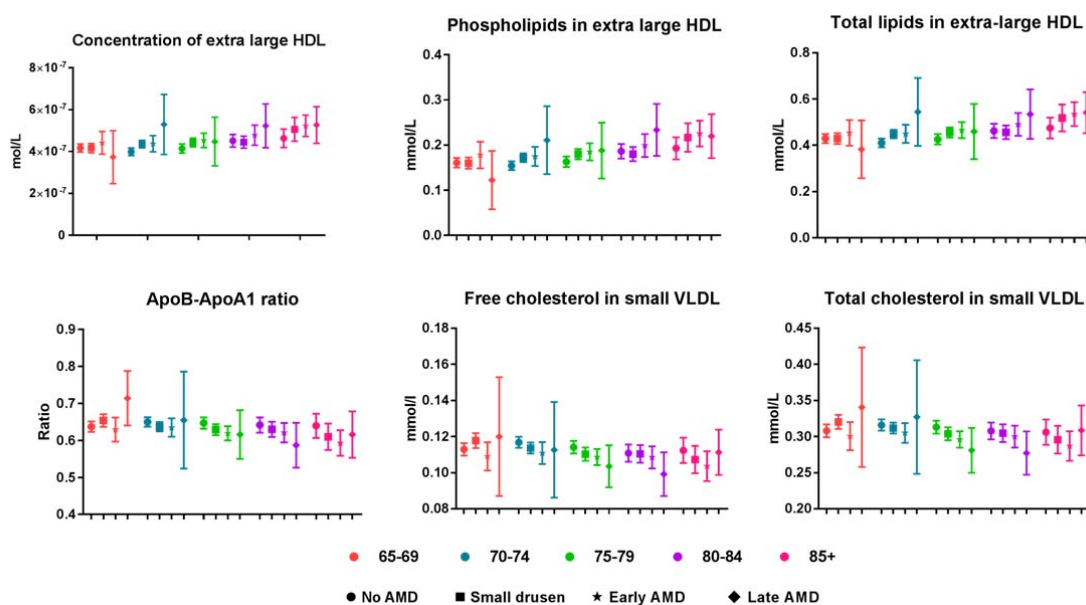 Concentration of extra large HDL
8×10⁻⁷
6×10⁻⁷
4×10⁻⁷
2×10⁻⁷
0
mol/L
Phospholipids in extra large HDL
0.4
0.3
0.2
0.1
0.0
mmol/L
Total lipids in extra-large HDL
0.8
0.6
0.4
0.2
0.0
mmol/L
ApoB-ApoA1 ratio
0.9
0.8
0.7
0.6
0.5
0.4
Ratio
Free cholesterol in small VLDL
0.18
0.16
0.14
0.12
0.10
0.08
mmol/l
Total cholesterol in small VLDL
0.45
0.40
0.35
0.30
0.25
0.20
mmol/L
65-69 70-74 75-79 80-84 85+
No AMD Small drusen Early AMD Late AMD